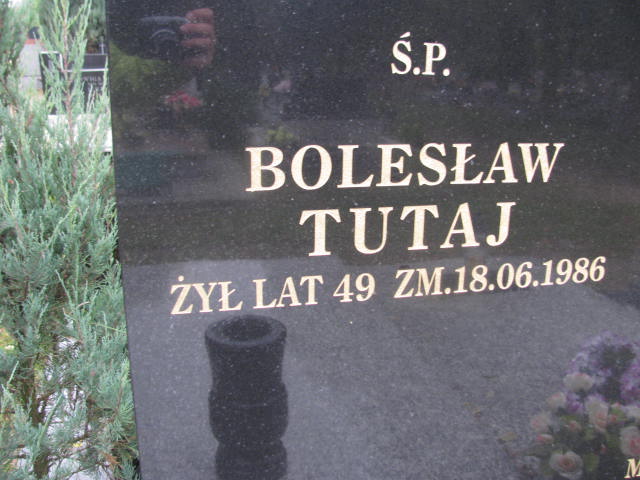 Ś.P.
BOLESŁAW
TUTAJ
ŻYŁ LAT 49 ZM.18.06.1986